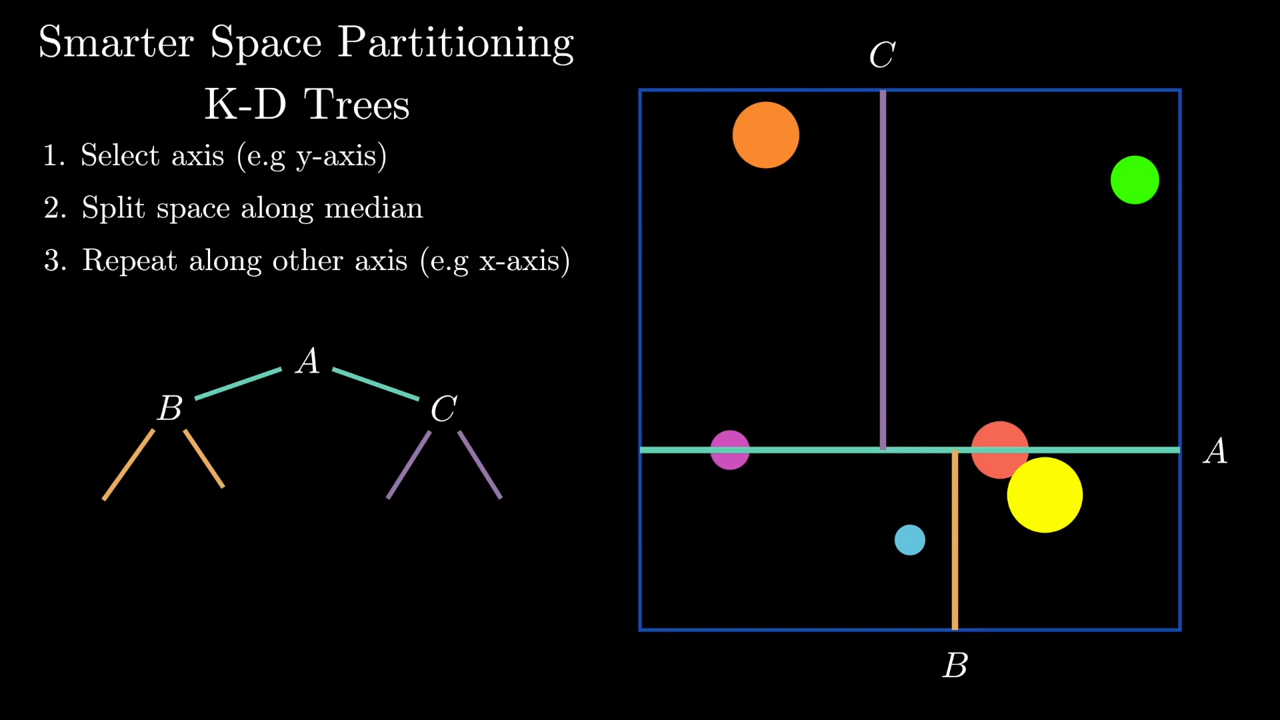 Smarter Space Partitioning
K-D Trees
1. Select axis (e.g y-axis)
2. Split space along median
3. Repeat along other axis (e.g x-axis)
A
B
C
C
A
B